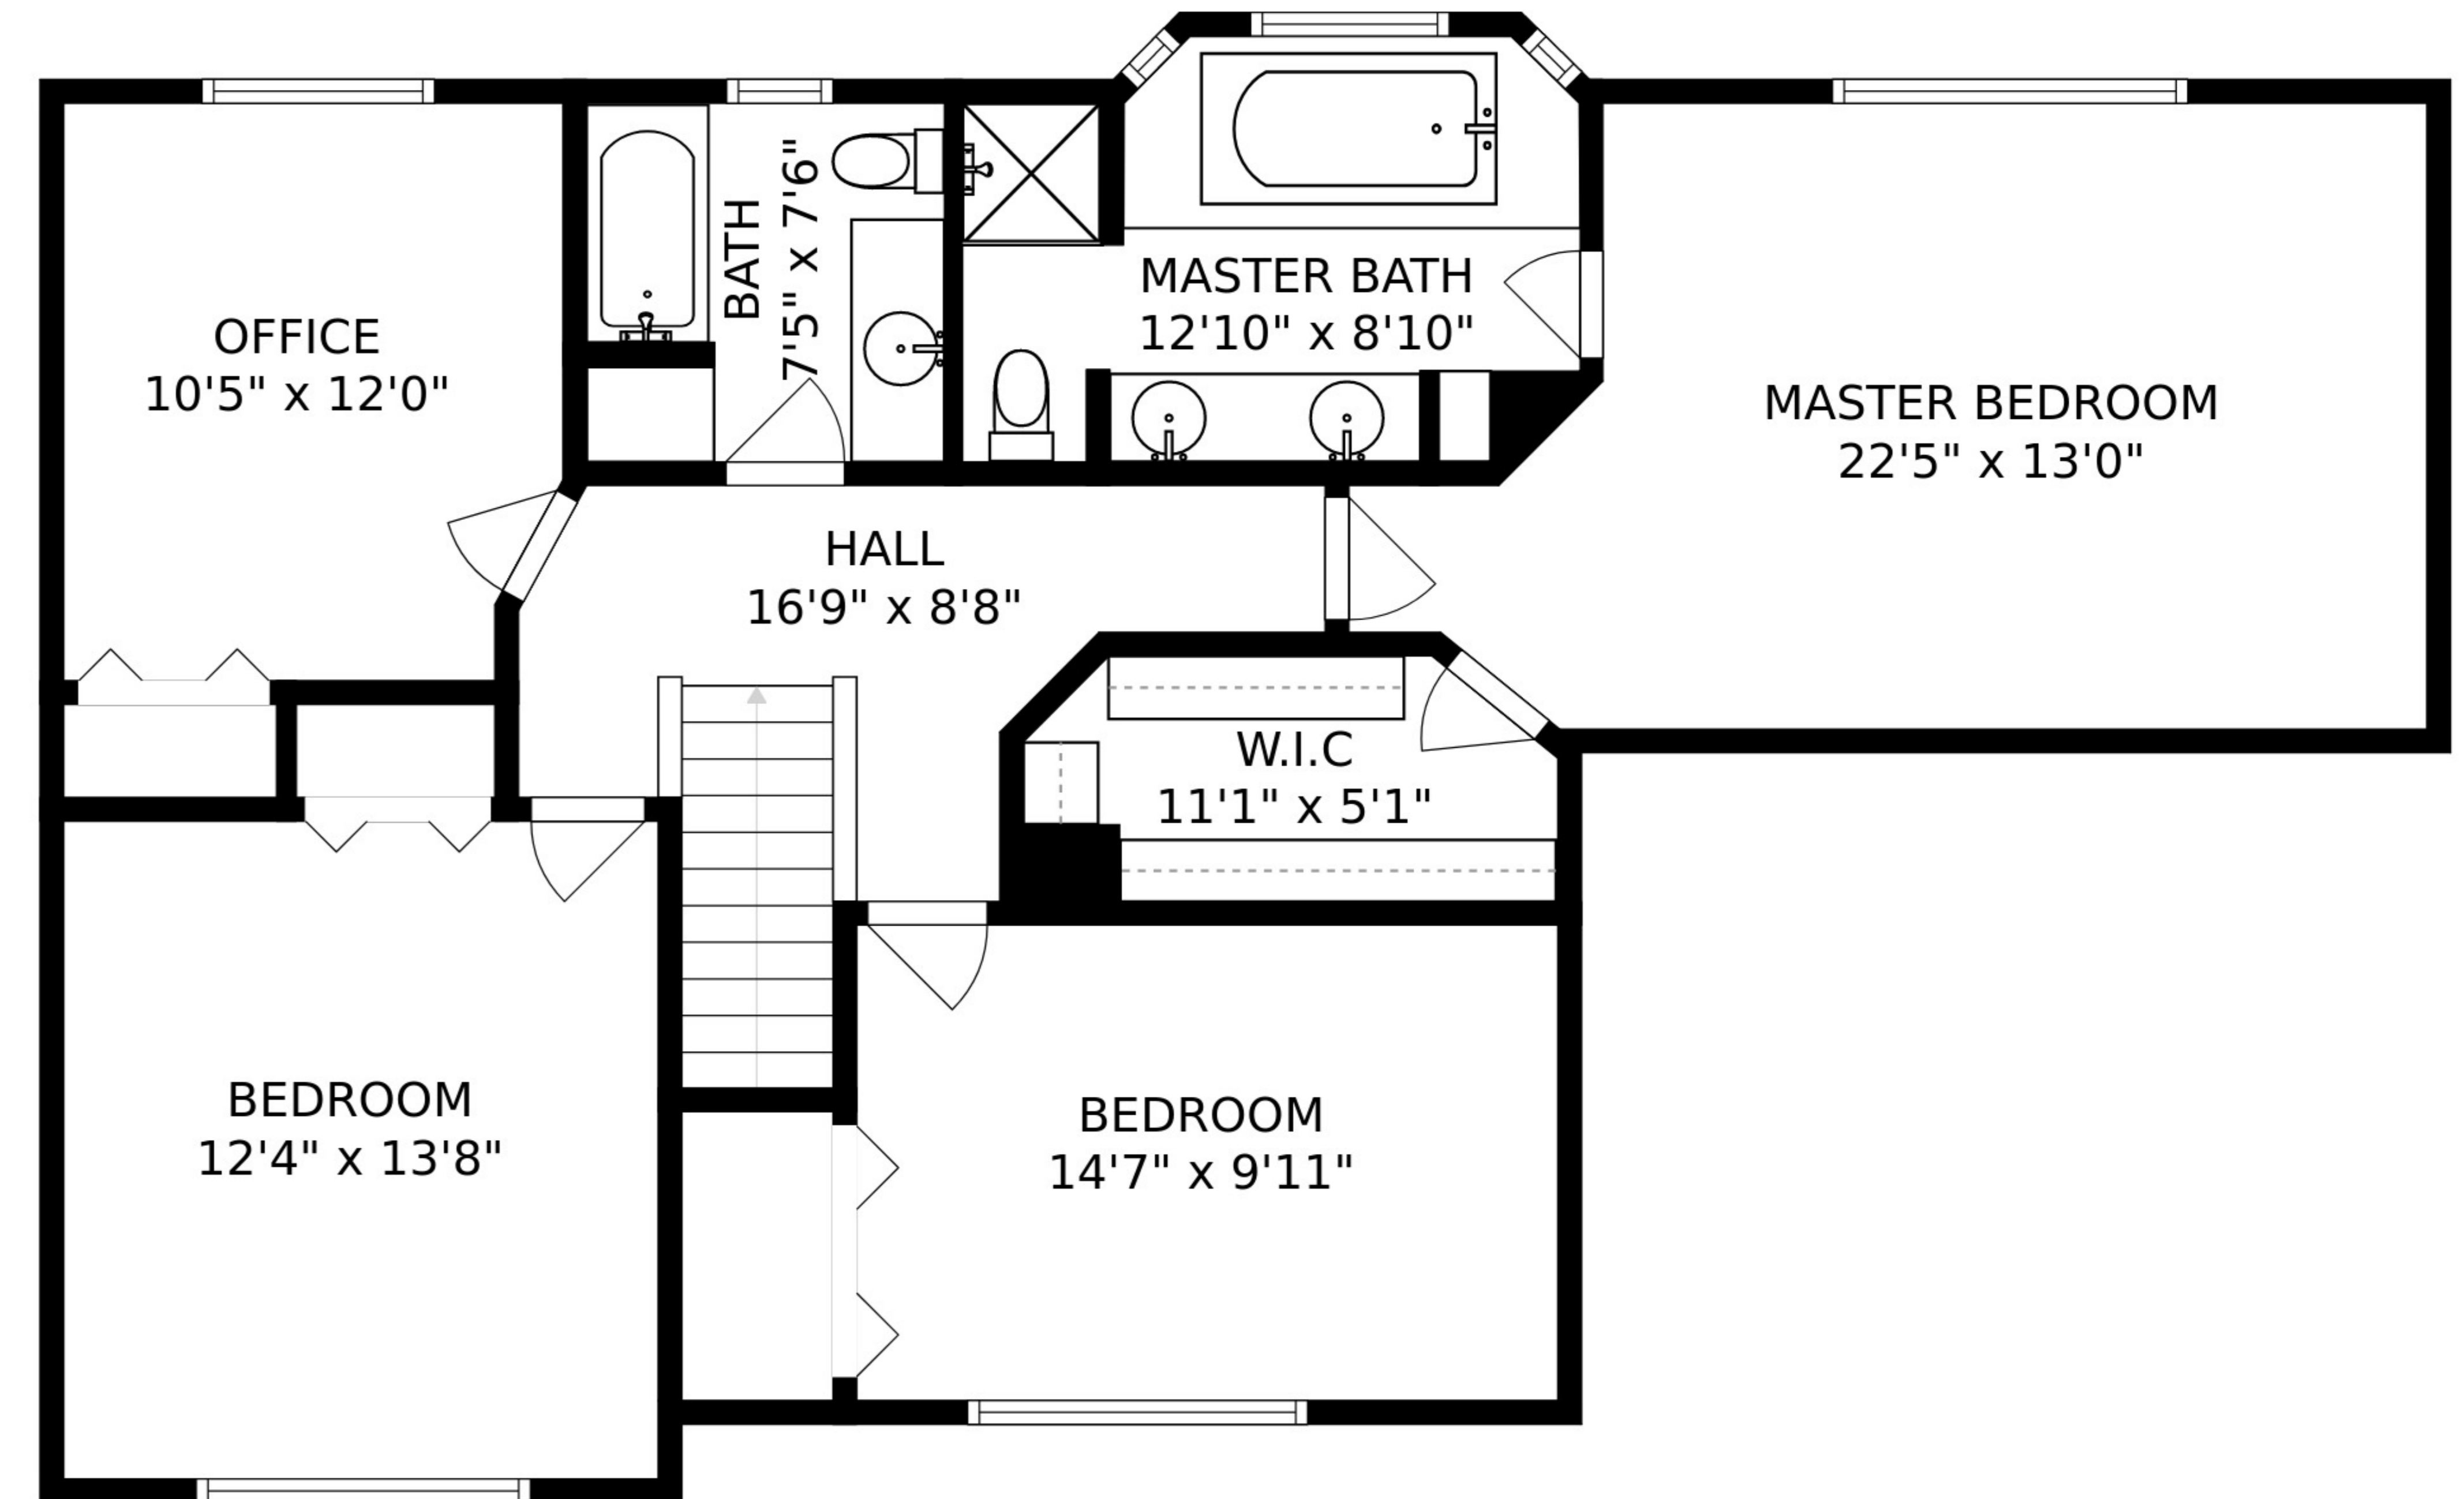 OFFICE
10'5" x 12'0"
BATH
7'5" x 7'6"
MASTER BATH
12'10" x 8'10"
MASTER BEDROOM
22'5" x 13'0"
HALL
16'9" x 8'8"
W.I.C
11'1" x 5'1"
BEDROOM
12'4" x 13'8"
BEDROOM
14'7" x 9'11"